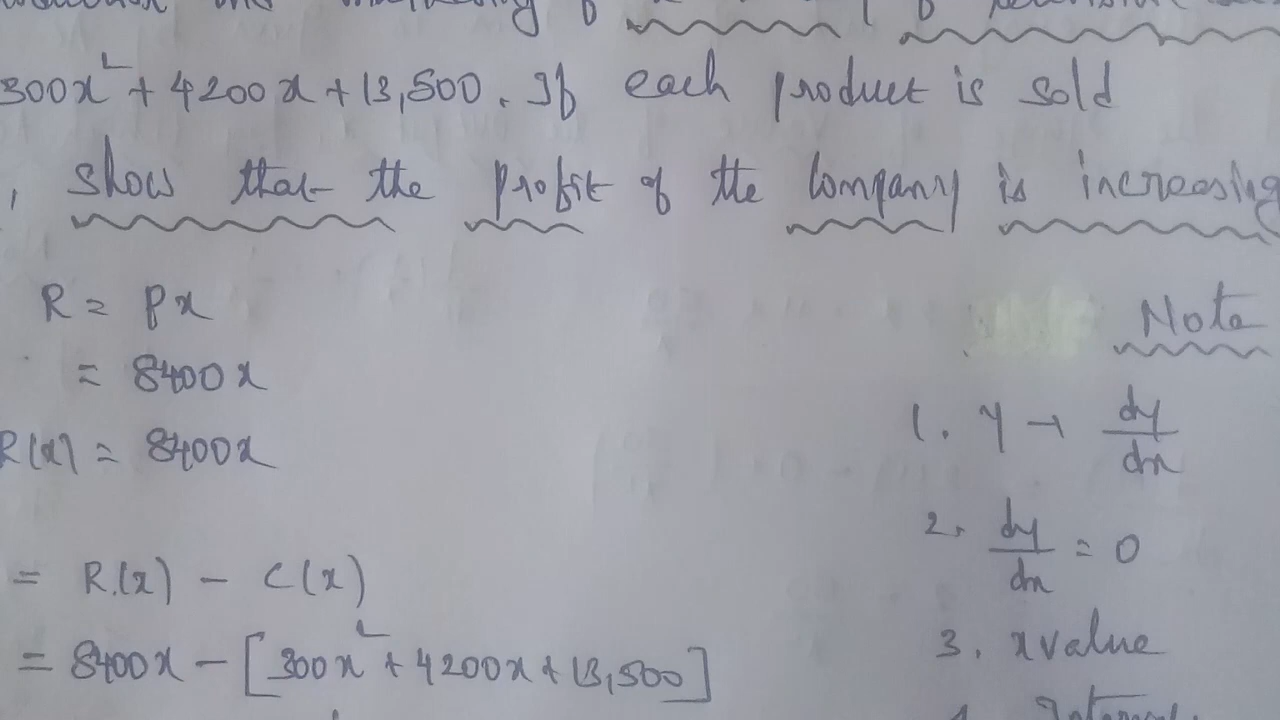 300x² + 4200x + 13,500. If each product is sold
, show that the profit of the company is increasing
R = px
= 8400x
R(x) = 8400x
= R(x) - C(x)
= 8400x - [300x² + 4200x + 13,500]
Note
1. y → dy/dx
2. dy/dx = 0
3. x value